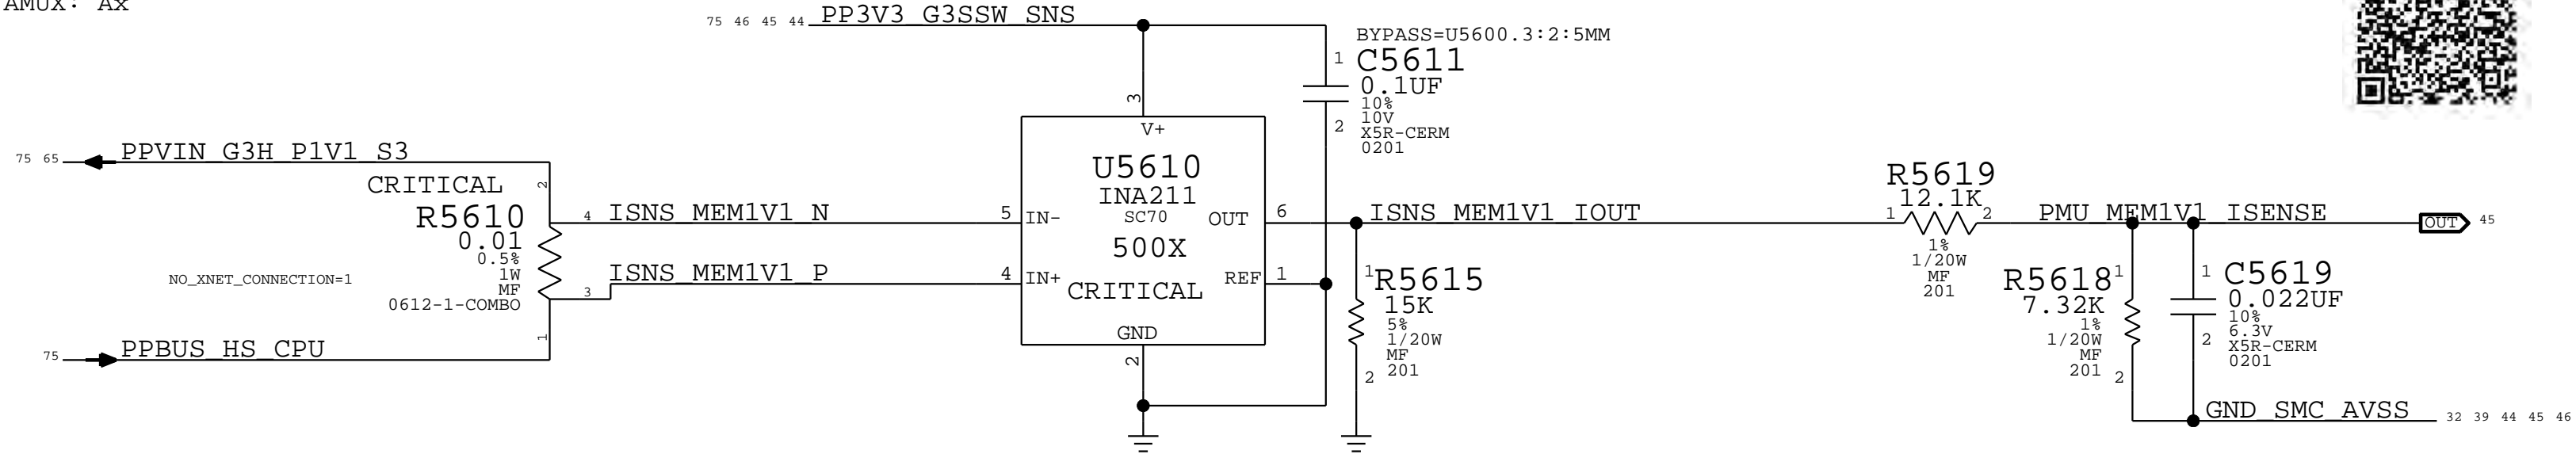 AMUX: Ax
75 46 45 44 PP3V3_G3SSW_SNS
BYPASS=U5600.3:2:5MM
1 C5611
0.1UF
10%
10V
2 X5R-CERM
0201
3
V+
75 65 PPVIN_G3H_P1V1_S3
CRITICAL 2
R5610 4 ISNS_MEM1V1_N 5 IN-
0.01
0.5%
1W
MF
0612-1-COMBO
NO_XNET_CONNECTION=1
3 ISNS_MEM1V1_P 4 IN+
1
75 PPBUS_HS_CPU
U5610
INA211
SC70
500X
CRITICAL
OUT 6 ISNS_MEM1V1_IOUT
REF 1
GND
2
1 R5615
15K
5%
1/20W
MF
201
2
R5619
12.1K
1 2
1%
1/20W
MF
201
PMU_MEM1V1_ISENSE OUT 45
R5618 1
7.32K
1%
1/20W
MF
201 2
1 C5619
0.022UF
10%
6.3V
2 X5R-CERM
0201
GND_SMC_AVSS 32 39 44 45 46